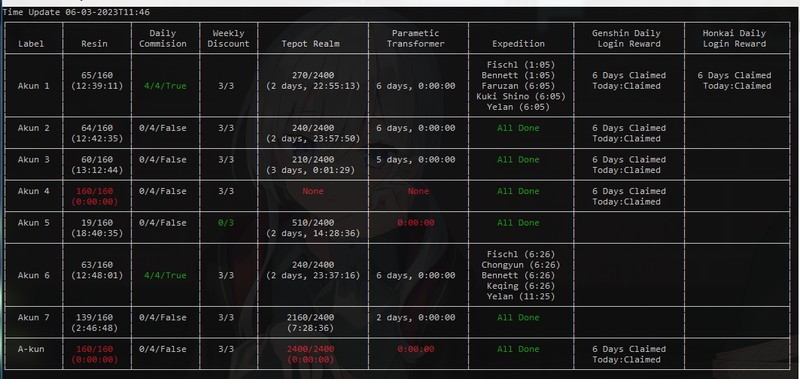 Time Update 06-03-2023T11:46
Label Resin Daily Commision Weekly Discount Tepot Realm Parametic Transformer Expedition Genshin Daily Login Reward Honkai Daily Login Reward
Akun 1 65/160 (12:39:11) 4/4/True 3/3 270/2400 (2 days, 22:55:13) 6 days, 0:00:00 Fischl (1:05) Bennett (1:05) Faruzan (6:05) Kuki Shino (6:05) Yelan (6:05) 6 Days Claimed Today:Claimed 6 Days Claimed Today:Claimed
Akun 2 64/160 (12:42:35) 0/4/False 3/3 240/2400 (2 days, 23:57:50) 6 days, 0:00:00 All Done 6 Days Claimed Today:Claimed
Akun 3 60/160 (13:12:44) 0/4/False 3/3 210/2400 (3 days, 0:01:29) 5 days, 0:00:00 All Done 6 Days Claimed Today:Claimed
Akun 4 160/160 (0:00:00) 0/4/False 3/3 None None All Done 6 Days Claimed Today:Claimed
Akun 5 19/160 (18:40:35) 0/4/False 0/3 510/2400 (2 days, 14:28:36) 0:00:00 All Done
Akun 6 63/160 (12:48:01) 4/4/True 3/3 240/2400 (2 days, 23:37:16) 6 days, 0:00:00 Fischl (6:26) Chongyun (6:26) Bennett (6:26) Keqing (6:26) Yelan (11:25)
Akun 7 139/160 (2:46:48) 0/4/False 3/3 2160/2400 (7:28:36) 2 days, 0:00:00 All Done
A-kun 160/160 (0:00:00) 0/4/False 3/3 2400/2400 (0:00:00) 0:00:00 All Done 6 Days Claimed Today:Claimed